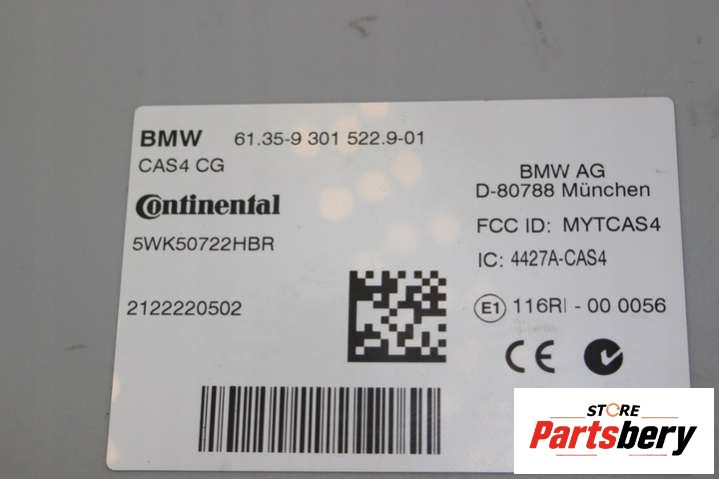 BMW 61.35-9 301 522.9-01
CAS4 CG
Continental
5WK50722HBR
2122220502
BMW AG
D-80788 München
FCC ID: MYTCAS4
IC: 4427A-CAS4
E1 116RI - 00 0056
CE
STORE
Partsbery